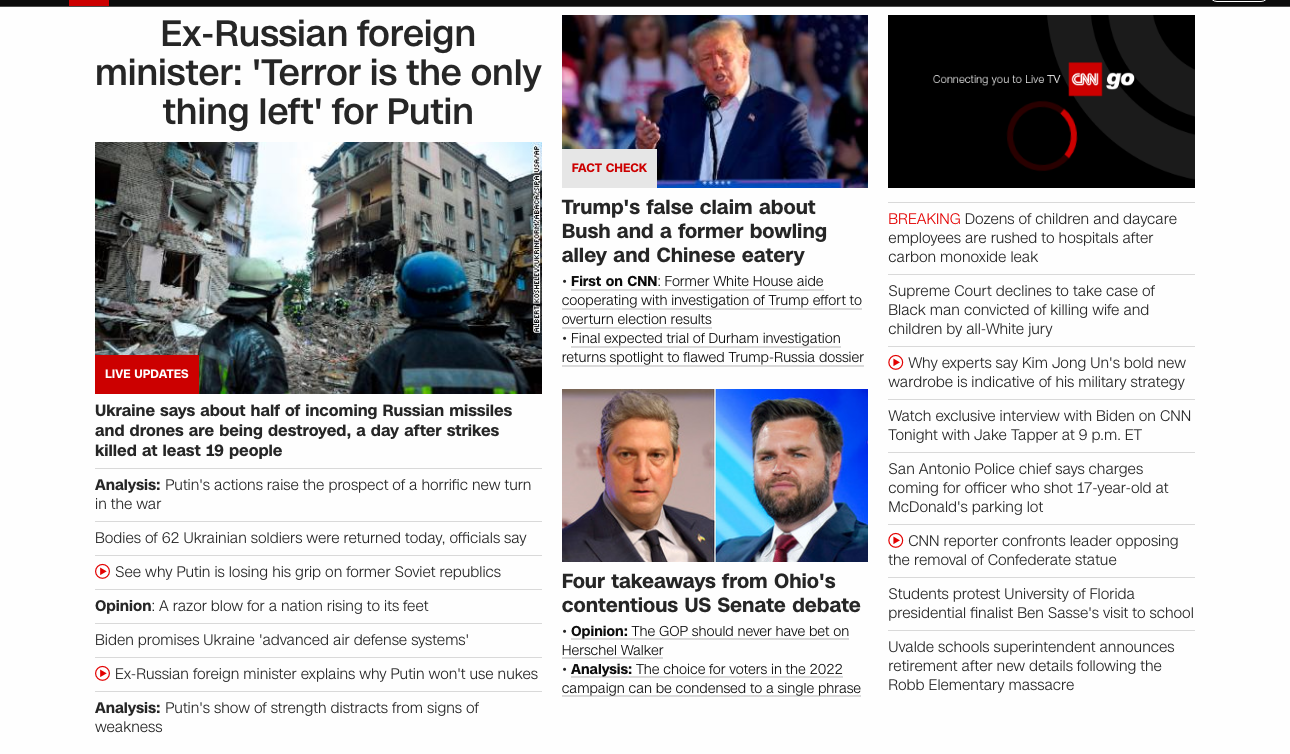 Ex-Russian foreign
minister: 'Terror is the only
thing left' for Putin
ALBERT KOSHELEV/UKRINFORM/ABACA/SIPA USA/AP
LIVE UPDATES
Ukraine says about half of incoming Russian missiles
and drones are being destroyed, a day after strikes
killed at least 19 people
Analysis: Putin's actions raise the prospect of a horrific new turn
in the war
Bodies of 62 Ukrainian soldiers were returned today, officials say
See why Putin is losing his grip on former Soviet republics
Opinion: A razor blow for a nation rising to its feet
Biden promises Ukraine 'advanced air defense systems'
Ex-Russian foreign minister explains why Putin won't use nukes
Analysis: Putin's show of strength distracts from signs of
weakness
FACT CHECK
Trump's false claim about
Bush and a former bowling
alley and Chinese eatery
• First on CNN: Former White House aide
cooperating with investigation of Trump effort to
overturn election results
• Final expected trial of Durham investigation
returns spotlight to flawed Trump-Russia dossier
Four takeaways from Ohio's
contentious US Senate debate
• Opinion: The GOP should never have bet on
Herschel Walker
• Analysis: The choice for voters in the 2022
campaign can be condensed to a single phrase
Connecting you to Live TV CNN go
BREAKING Dozens of children and daycare
employees are rushed to hospitals after
carbon monoxide leak
Supreme Court declines to take case of
Black man convicted of killing wife and
children by all-White jury
Why experts say Kim Jong Un's bold new
wardrobe is indicative of his military strategy
Watch exclusive interview with Biden on CNN
Tonight with Jake Tapper at 9 p.m. ET
San Antonio Police chief says charges
coming for officer who shot 17-year-old at
McDonald's parking lot
CNN reporter confronts leader opposing
the removal of Confederate statue
Students protest University of Florida
presidential finalist Ben Sasse's visit to school
Uvalde schools superintendent announces
retirement after new details following the
Robb Elementary massacre